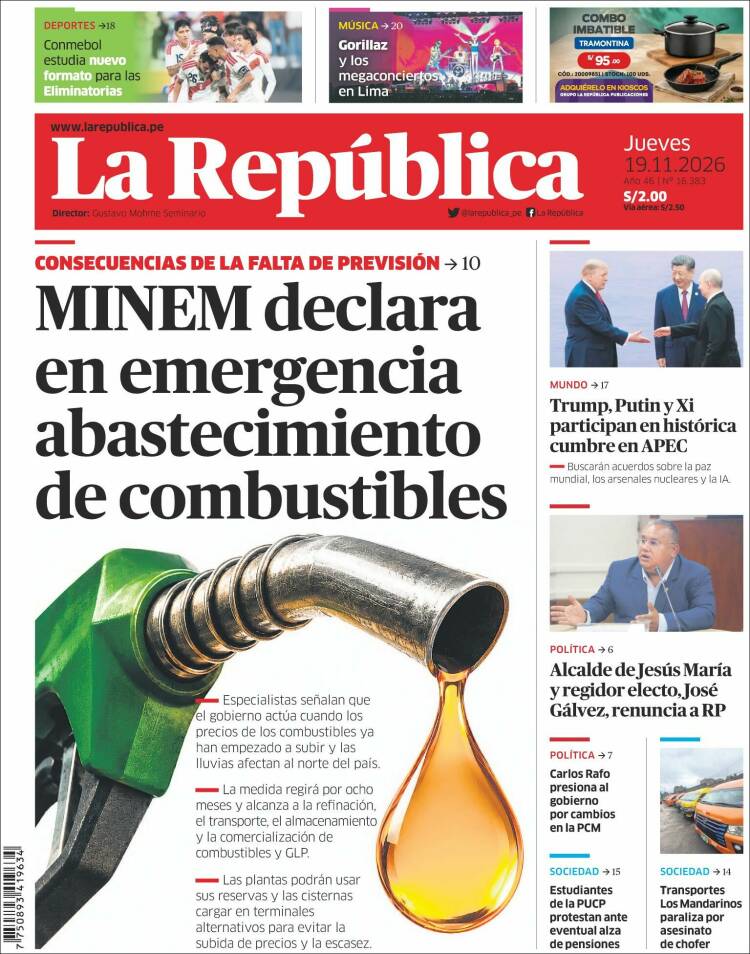 DEPORTES →18
Conmebol
estudia nuevo
formato para las
Eliminatorias
MÚSICA →20
Gorillaz
y los
megaconciertos
en Lima
COMBO
IMBATIBLE
TRAMONTINA
S/ 95.00
CÓD.: 20009651 | STOCK: 100 UDS.
ADQUIÉRELO EN KIOSCOS
GRUPO LA REPÚBLICA PUBLICACIONES
www.larepublica.pe
La República
Director: Gustavo Mohme Seminario
@larepublica_pe La República
Jueves
19.11.2026
Año 46 | N° 16.383
S/2.00
Vía aérea: S/2.50
CONSECUENCIAS DE LA FALTA DE PREVISIÓN →10
MINEM declara
en emergencia
abastecimiento
de combustibles
Especialistas señalan que
el gobierno actúa cuando los
precios de los combustibles ya
han empezado a subir y las
lluvias afectan al norte del país.
La medida regirá por ocho
meses y alcanza a la refinación,
el transporte, el almacenamiento
y la comercialización de
combustibles y GLP.
Las plantas podrán usar
sus reservas y las cisternas
cargar en terminales
alternativos para evitar la
subida de precios y la escasez.
7750893419634
MUNDO →17
Trump, Putin y Xi
participan en histórica
cumbre en APEC
Buscarán acuerdos sobre la paz
mundial, los arsenales nucleares y la IA.
POLÍTICA →6
Alcalde de Jesús María
y regidor electo, José
Gálvez, renuncia a RP
POLÍTICA →7
Carlos Rafo
presiona al
gobierno
por cambios
en la PCM
SOCIEDAD →15
Estudiantes
de la PUCP
protestan ante
eventual alza
de pensiones
SOCIEDAD →14
Transportes
Los Mandarinos
paraliza por
asesinato
de chofer